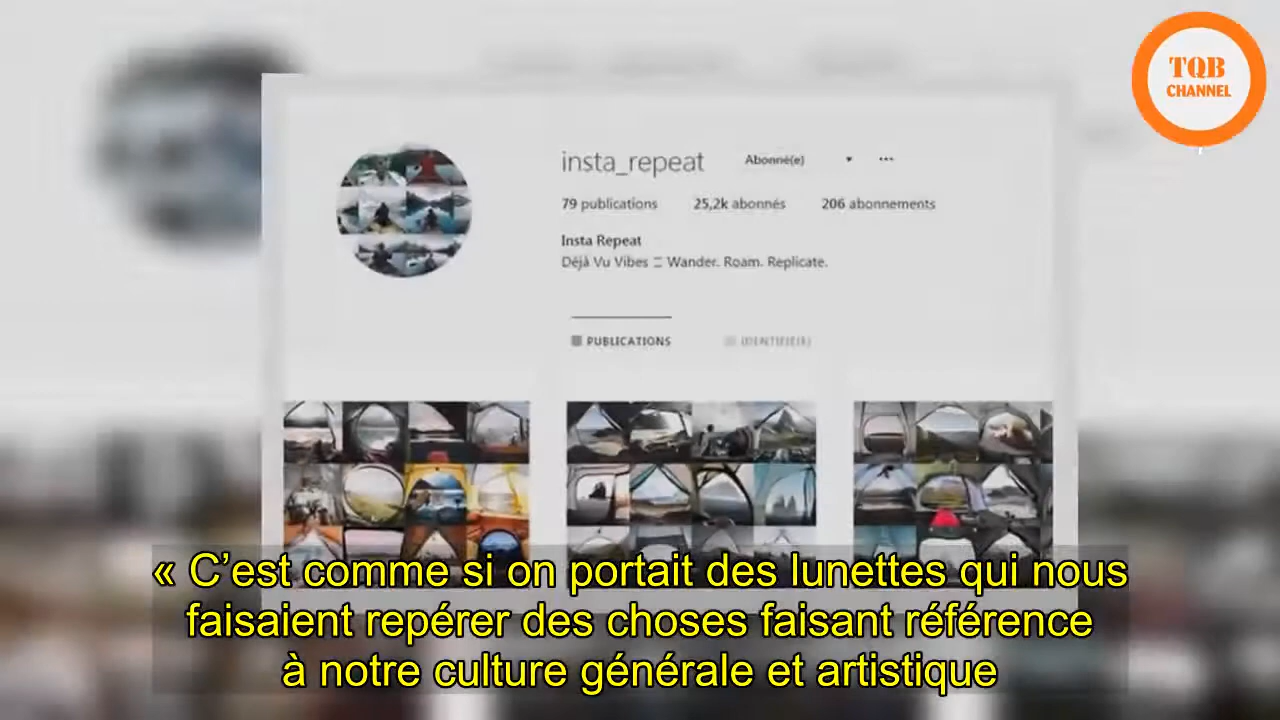 TQB
CHANNEL
insta_repeat Abonné(e)
79 publications 25,2k abonnés 206 abonnements
Insta Repeat
Déjà Vu Vibes Wander. Roam. Replicate.
PUBLICATIONS IDENTIFIÉ(E)
« C’est comme si on portait des lunettes qui nous
faisaient repérer des choses faisant référence
à notre culture générale et artistique